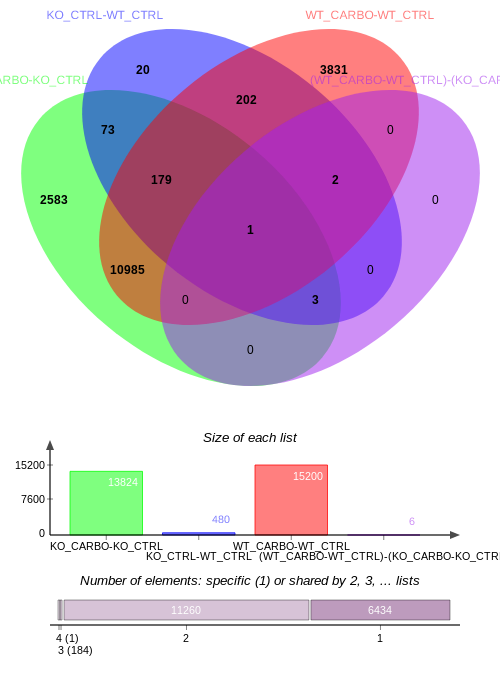 KO_CTRL-WT_CTRL
WT_CARBO-WT_CTRL
CARBO-KO_CTRL
(WT_CARBO-WT_CTRL)-(KO_CAR
20
3831
202
73
0
179
2
2583
0
1
10985
0
0
3
0
Size of each list
15200
7600
0
13824
480
15200
6
KO_CARBO-KO_CTRL
WT_CARBO-WT_CTRL
KO_CTRL-WT_CTRL
(WT_CARBO-WT_CTRL)-(KO_CARBO-KO_CTRL
Number of elements: specific (1) or shared by 2, 3, ... lists
11260
6434
4 (1)
2
1
3 (184)